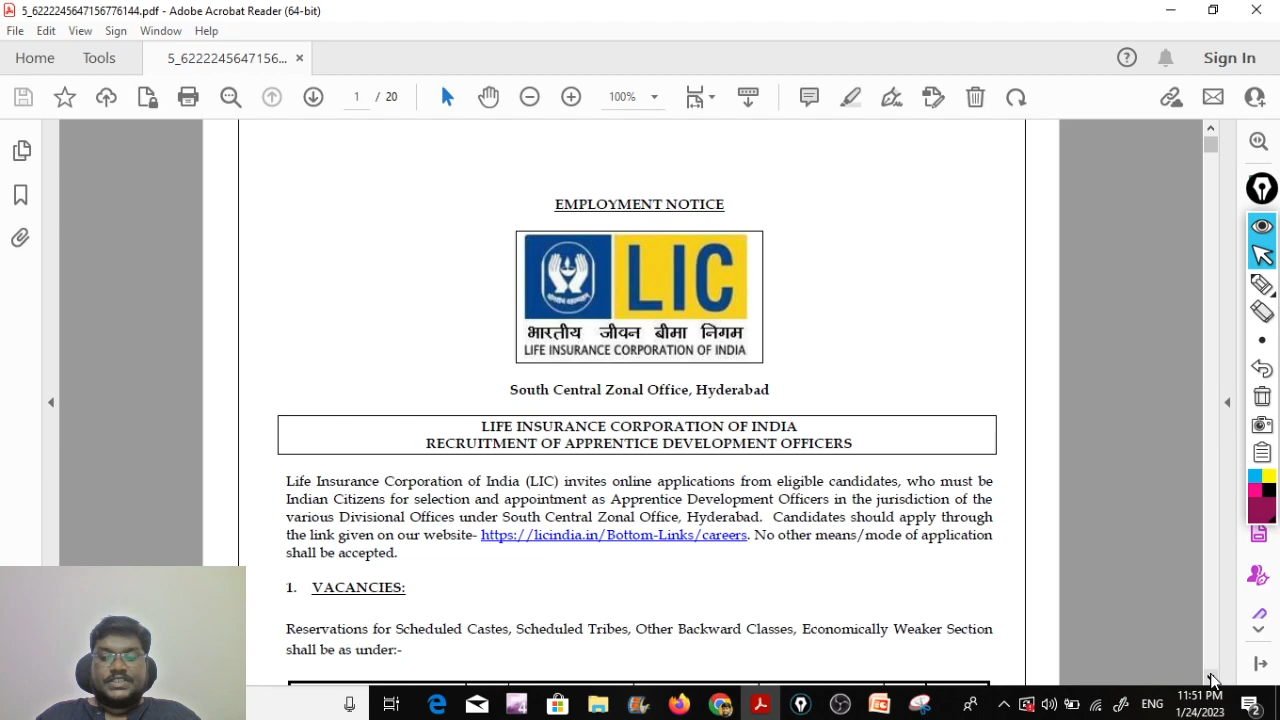 5_6222245647156776144.pdf - Adobe Acrobat Reader (64-bit)
File Edit View Sign Window Help
Home Tools 5_6222245647156... × Sign In
1 / 20 100%
EMPLOYMENT NOTICE
LIC
भारतीय जीवन बीमा निगम
LIFE INSURANCE CORPORATION OF INDIA
South Central Zonal Office, Hyderabad
LIFE INSURANCE CORPORATION OF INDIA
RECRUITMENT OF APPRENTICE DEVELOPMENT OFFICERS
Life Insurance Corporation of India (LIC) invites online applications from eligible candidates, who must be
Indian Citizens for selection and appointment as Apprentice Development Officers in the jurisdiction of the
various Divisional Offices under South Central Zonal Office, Hyderabad. Candidates should apply through
the link given on our website- https://licindia.in/Bottom-Links/careers. No other means/mode of application
shall be accepted.
1. VACANCIES:
Reservations for Scheduled Castes, Scheduled Tribes, Other Backward Classes, Economically Weaker Section
shall be as under:-
11:51 PM
ENG
1/24/2023
2